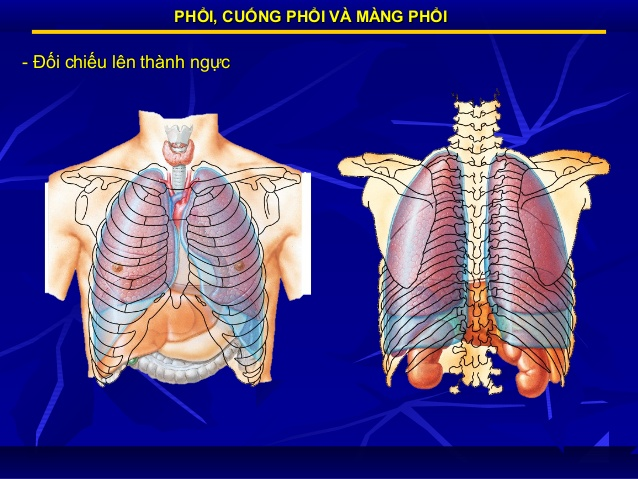 PHỔI, CUỐNG PHỔI VÀ MÀNG PHỔI
- Đối chiếu lên thành ngực